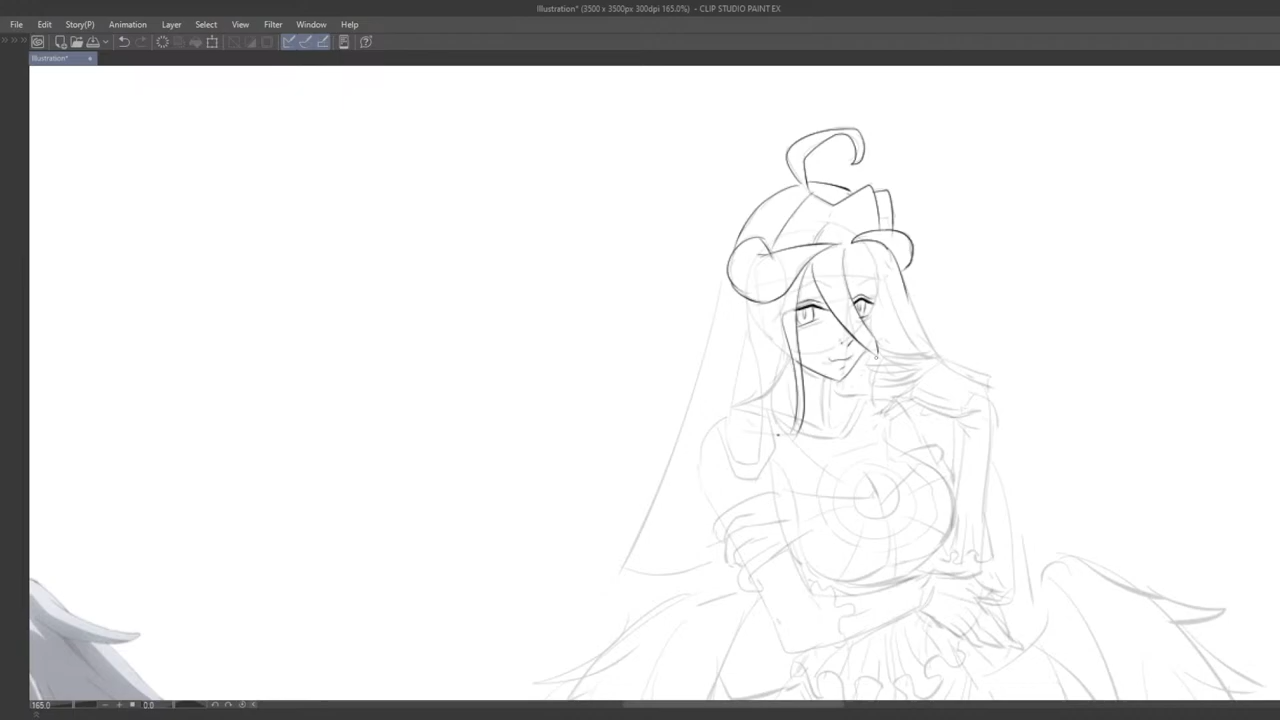 Illustration* (3500 x 3500px 300dpi 165.0%) - CLIP STUDIO PAINT EX
File Edit Story(P) Animation Layer Select View Filter Window Help
Illustration*
165.0 0.0